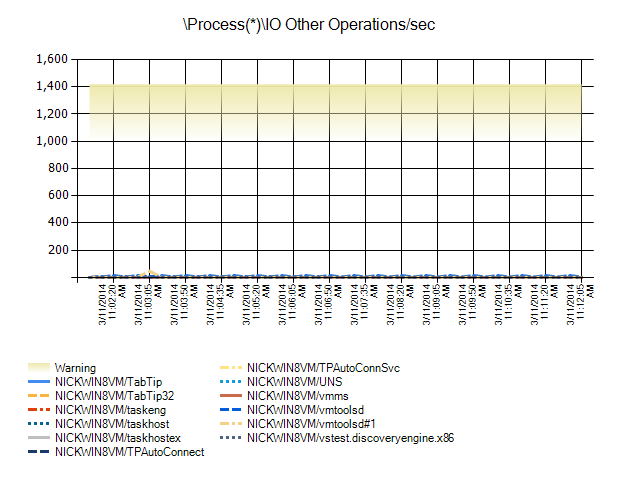 \Process(*)\IO Other Operations/sec
1,600
1,400
1,200
1,000
800
600
400
200
3/11/2014
11:02:20
AM
3/11/2014
11:03:05
AM
3/11/2014
11:03:50
AM
3/11/2014
11:04:35
AM
3/11/2014
11:05:20
AM
3/11/2014
11:06:05
AM
3/11/2014
11:06:50
AM
3/11/2014
11:07:35
AM
3/11/2014
11:08:20
AM
3/11/2014
11:09:05
AM
3/11/2014
11:09:50
AM
3/11/2014
11:10:35
AM
3/11/2014
11:11:20
AM
3/11/2014
11:12:05
AM
Warning
NICKWIN8VM/TabTip
NICKWIN8VM/TabTip32
NICKWIN8VM/taskeng
NICKWIN8VM/taskhost
NICKWIN8VM/taskhostex
NICKWIN8VM/TPAutoConnect
NICKWIN8VM/TPAutoConnSvc
NICKWIN8VM/UNS
NICKWIN8VM/vmms
NICKWIN8VM/vmtoolsd
NICKWIN8VM/vmtoolsd#1
NICKWIN8VM/vstest.discoveryengine.x86